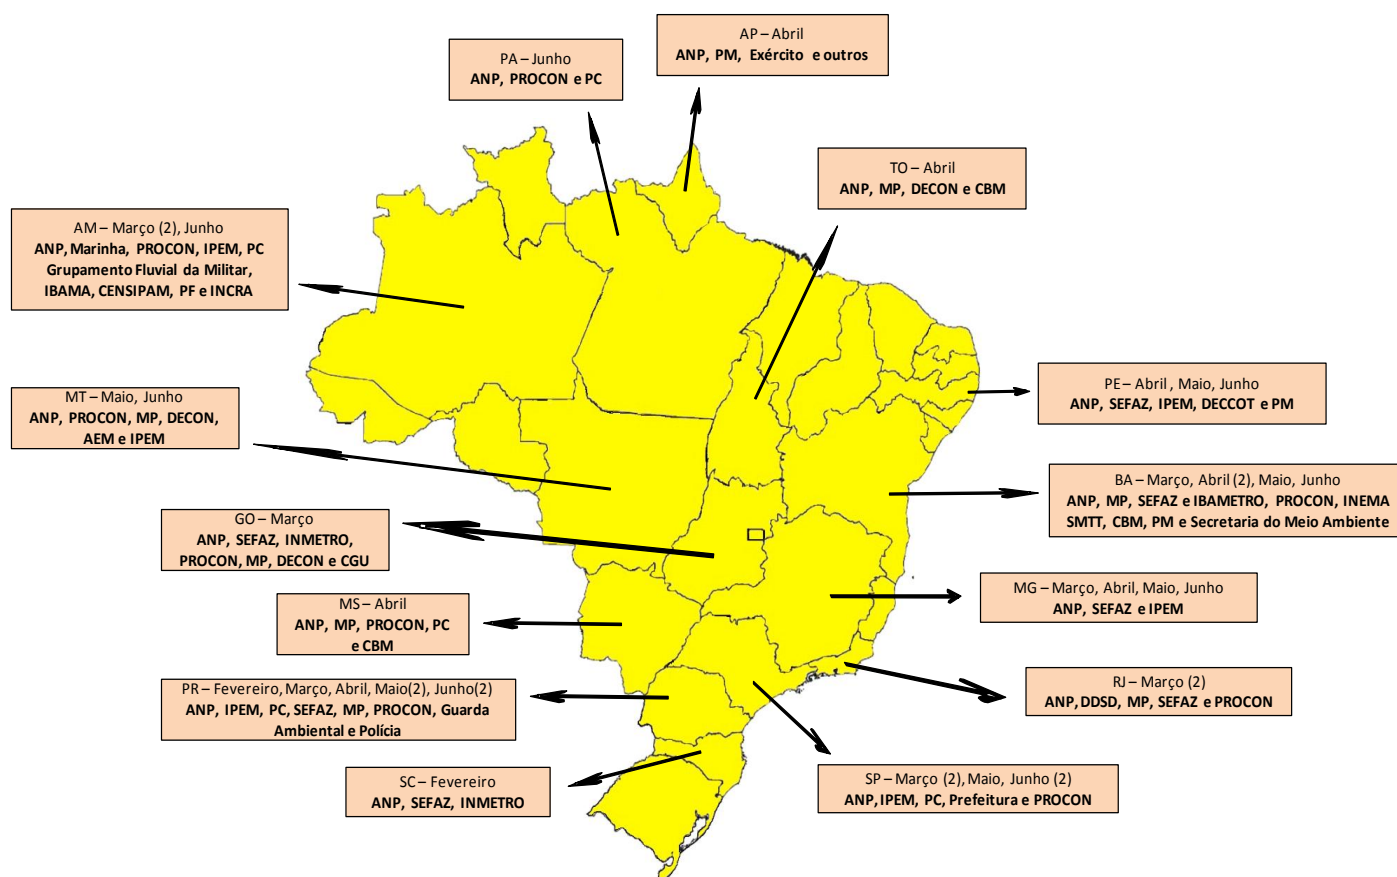 AP – Abril
ANP, PM, Exército e outros
PA – Junho
ANP, PROCON e PC
TO – Abril
ANP, MP, DECON e CBM
AM – Março (2), Junho
ANP, Marinha, PROCON, IPEM, PC
Grupamento Fluvial da Militar,
IBAMA, CENSIPAM, PF e INCRA
PE – Abril, Maio, Junho
ANP, SEFAZ, IPEM, DECCOT e PM
MT – Maio, Junho
ANP, PROCON, MP, DECON,
AEM e IPEM
BA – Março, Abril (2), Maio, Junho
ANP, MP, SEFAZ e IBAMETRO, PROCON, INEMA
SMTT, CBM, PM e Secretaria do Meio Ambiente
GO – Março
ANP, SEFAZ, INMETRO,
PROCON, MP, DECON e CGU
MG – Março, Abril, Maio, Junho
ANP, SEFAZ e IPEM
MS – Abril
ANP, MP, PROCON, PC
e CBM
RJ – Março (2)
ANP, DDSD, MP, SEFAZ e PROCON
PR – Fevereiro, Março, Abril, Maio(2), Junho(2)
ANP, IPEM, PC, SEFAZ, MP, PROCON, Guarda
Ambiental e Polícia
SP – Março (2), Maio, Junho (2)
ANP, IPEM, PC, Prefeitura e PROCON
SC – Fevereiro
ANP, SEFAZ, INMETRO